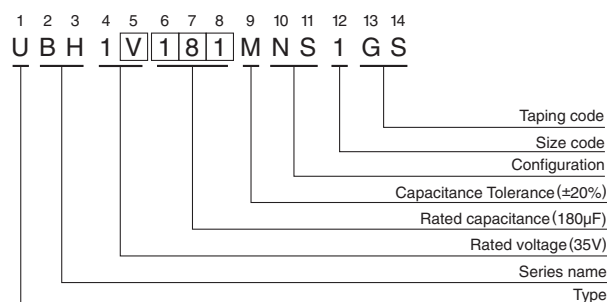 1 2 3 4 5 6 7 8 9 10 11 12 13 14
U B H 1 V 1 8 1 M N S 1 G S
Taping code
Size code
Configuration
Capacitance Tolerance (±20%)
Rated capacitance (180μF)
Rated voltage (35V)
Series name
Type